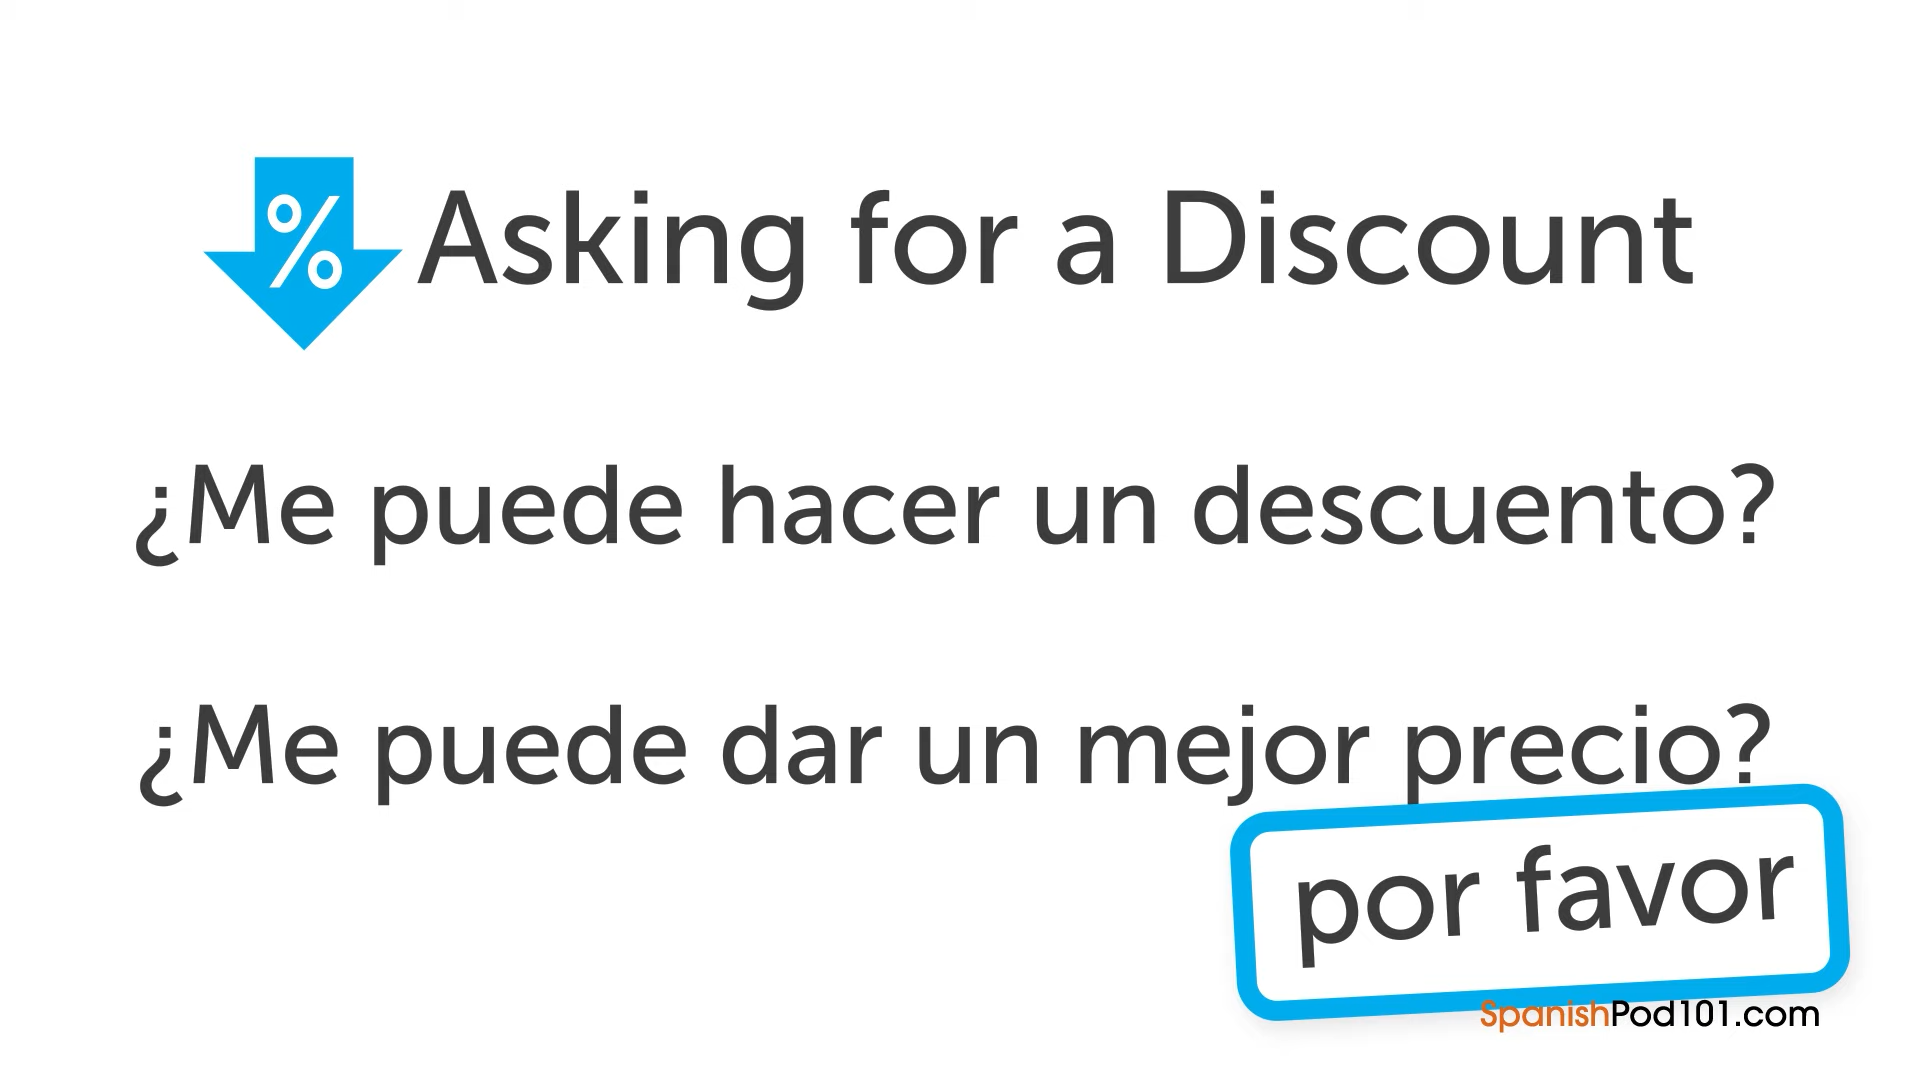 % Asking for a Discount
¿Me puede hacer un descuento?
¿Me puede dar un mejor precio?
por favor
SpanishPod101.com